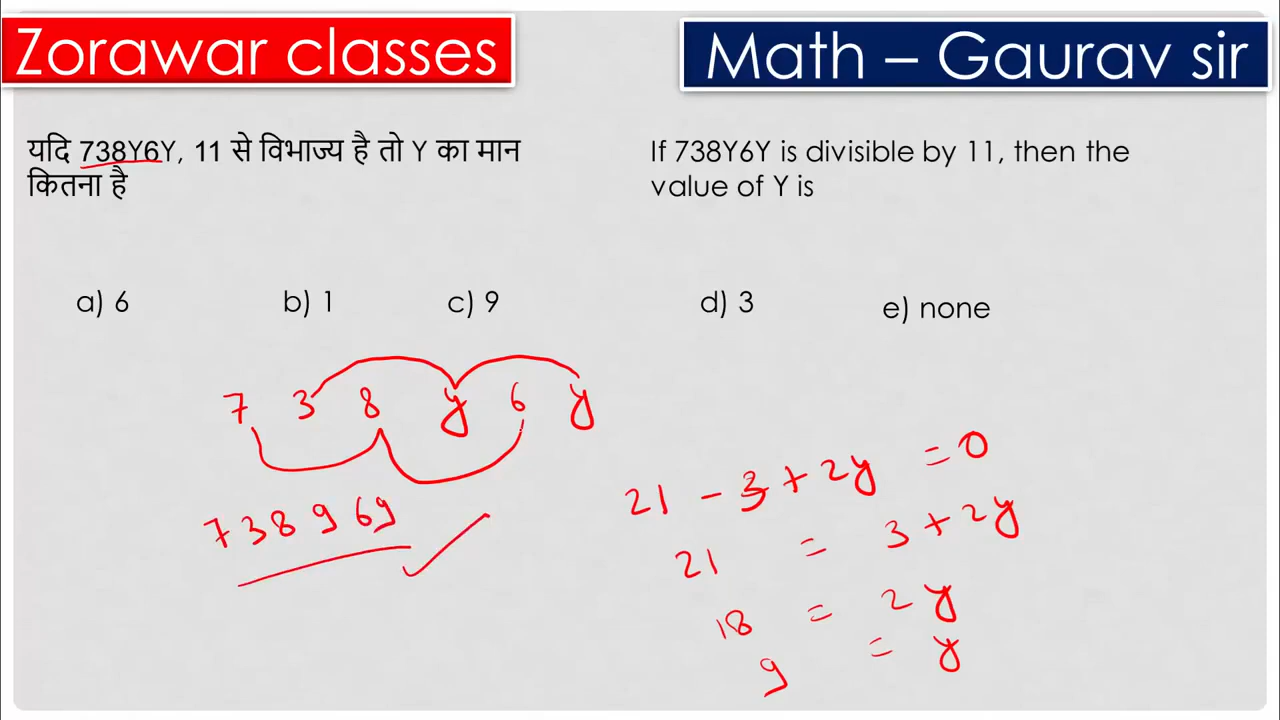 Zorawar classes
Math – Gaurav sir
यदि 738Y6Y, 11 से विभाज्य है तो Y का मान
कितना है
If 738Y6Y is divisible by 11, then the
value of Y is
a) 6 b) 1 c) 9 d) 3 e) none
7 3 8 y 6 y
738969
21 - 3 + 2y = 0
21 = 3 + 2y
18 = 2y
9 = y